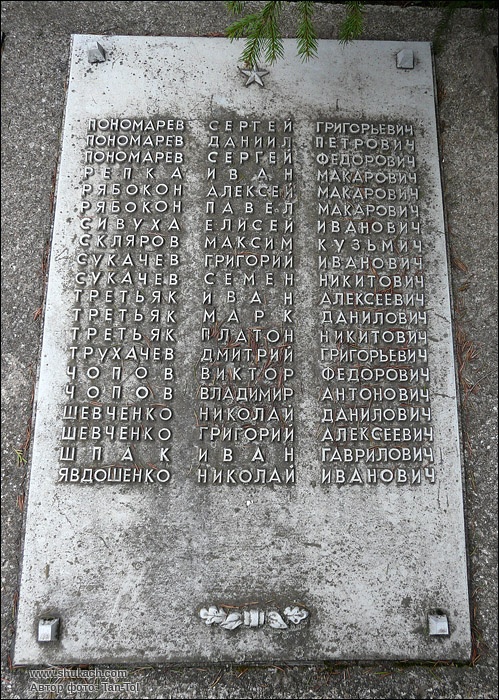 ПОНОМАРЕВ СЕРГЕЙ ГРИГОРЬЕВИЧ
ПОНОМАРЕВ ДАНИИЛ ПЕТРОВИЧ
ПОНОМАРЕВ СЕРГЕЙ ФЕДОРОВИЧ
РЕПКА ИВАН МАКАРОВИЧ
РЯБОКОН АЛЕКСЕЙ МАКАРОВИЧ
РЯБОКОН ПАВЕЛ МАКАРОВИЧ
СИВУХА ЕЛИСЕЙ ИВАНОВИЧ
СКЛЯРОВ МАКСИМ КУЗЬМИЧ
СУКАЧЕВ ГРИГОРИЙ ИВАНОВИЧ
СУКАЧЕВ СЕМЕН НИКИТОВИЧ
ТРЕТЬЯК ИВАН АЛЕКСЕЕВИЧ
ТРЕТЬЯК МАРК ДАНИЛОВИЧ
ТРЕТЬЯК ПЛАТОН НИКИТОВИЧ
ТРУХАЧЕВ ДМИТРИЙ ГРИГОРЬЕВИЧ
ЧОПОВ ВИКТОР ФЕДОРОВИЧ
ЧОПОВ ВЛАДИМИР АНТОНОВИЧ
ШЕВЧЕНКО НИКОЛАЙ ДАНИЛОВИЧ
ШЕВЧЕНКО ГРИГОРИЙ АЛЕКСЕЕВИЧ
ШПАК ИВАН ГАВРИЛОВИЧ
ЯВДОШЕНКО НИКОЛАЙ ИВАНОВИЧ
www.shukach.com
Автор фото: Tan-Tol